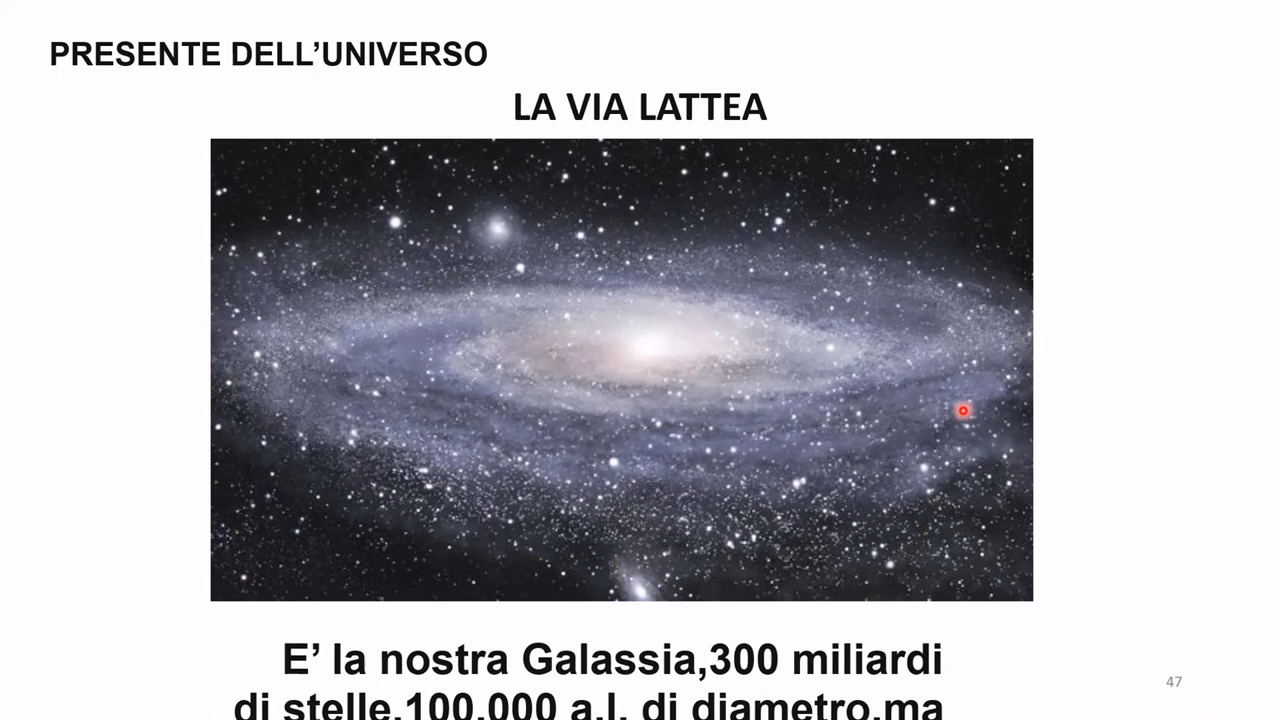 PRESENTE DELL’UNIVERSO
LA VIA LATTEA
E’ la nostra Galassia,300 miliardi
di stelle,100.000 a.l. di diametro,ma
47